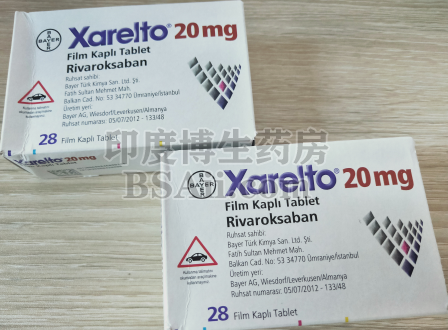 BAYER
Xarelto® 20 mg
Film Kaplı Tablet
Rivaroksaban
Ruhsat sahibi:
Bayer Türk Kimya San. Ltd. Şti.
Fatih Sultan Mehmet Mah.
Balkan Cad. No: 53 34770 Ümraniye/İstanbul
Üretim yeri:
Bayer AG, Wiesdorf/Leverkusen/Almanya
Ruhsat numarası: 05/07/2012 - 133/48
28 Film Kaplı Tablet
印度博生药房
BAYER
Xarelto® 20 mg
Film Kaplı Tablet
Rivaroksaban
Ruhsat sahibi:
Bayer Türk Kimya San. Ltd. Şti.
Fatih Sultan Mehmet Mah.
Balkan Cad. No: 53 34770 Ümraniye/İstanbul
Üretim yeri:
Bayer AG, Wiesdorf/Leverkusen/Almanya
Ruhsat numarası: 05/07/2012 - 133/48
28 Film Kaplı Tablet